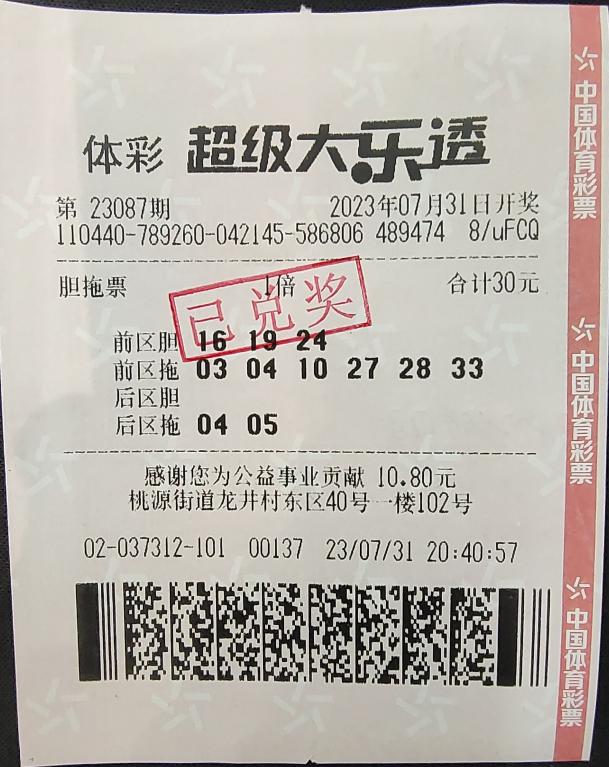 体彩 超级大乐透
第 23087期 2023年07月31日开奖
110440-789260-042145-586806 489474 8/uFCQ
胆拖票 1倍 合计30元
已兑奖
前区胆 16 19 24
前区拖 03 04 10 27 28 33
后区胆
后区拖 04 05
感谢您为公益事业贡献 10.80元
桃源街道龙井村东区40号一楼102号
02-037312-101 00137 23/07/31 20:40:57
中国体育彩票
中国体育彩票
中国体育彩票